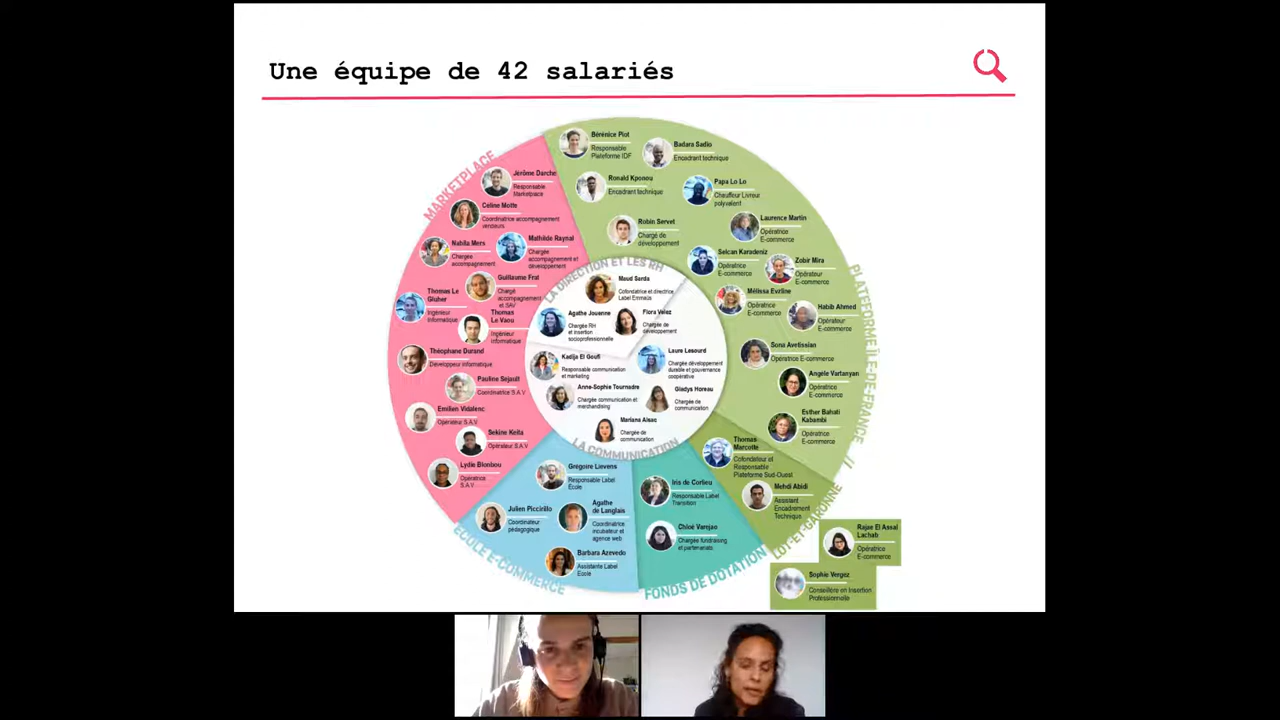 Une équipe de 42 salariés
MARKETPLACE
Jérôme Darche
Responsable
Marketplace
Céline Motte
Coordinatrice accompagnement
vendeurs
Nabila Mers
Chargée
accompagnement
Mathilde Raynal
Chargée
accompagnement et
développement
Guillaume Frat
Chargé
accompagnement
et SAV
Thomas Le
Gluher
Ingénieur
Informatique
Thomas
Le Vaou
Ingénieur
informatique
Théophane Durand
Développeur informatique
Pauline Sejault
Coordinatrice S.A.V
Emilien Vidalenc
Opérateur S.A.V
Sekine Keita
Opérateur S.A.V
Lydie Blonbou
Opératrice
S.A.V
PLATEFORME ÎLE-DE-FRANCE //
Bérénice Piot
Responsable
Plateforme IDF
Badara Sadio
Encadrant technique
Ronald Kponou
Encadrant technique
Papa Lo Lo
Chauffeur Livreur
polyvalent
Robin Servet
Chargé de
développement
Laurence Martin
Opératrice
E-commerce
Selcan Karadeniz
Opératrice
E-commerce
Zobir Mira
Opérateur
E-commerce
Mélissa Evzline
Opératrice
E-commerce
Habib Ahmed
Opérateur
E-commerce
Sona Avetissian
Opératrice E-commerce
Angèle Vartanyan
Opératrice
E-commerce
Esther Bahati
Kabambi
Opératrice
E-commerce
LA DIRECTION ET LES RH
Maud Sarda
Cofondatrice et directrice
Label Emmaüs
Agathe Jouenne
Chargée RH
et insertion
socioprofessionnelle
Flora Velez
Chargée de
développement
Kadija El Goufi
Responsable communication
et marketing
Laure Lesourd
Chargée développement
durable et gouvernance
coopérative
Anne-Sophie Tournadre
Chargée communication et
merchandising
Gladys Horeau
Chargée de
communication
Mariana Alsac
Chargée de
communication
LA COMMUNICATION
Grégoire Lievens
Responsable Label
École
Julien Piccirillo
Coordinateur
pédagogique
Agathe
de Langlais
Coordinatrice
incubateur et
agence web
Barbara Azevedo
Assistante Label
École
ÉCOLE E-COMMERCE
Iris de Corlieu
Responsable Label
Transition
Chloé Varejao
Chargée fundraising
et partenariats
FONDS DE DOTATION
Thomas
Marcotte
Cofondateur et
Responsable
Plateforme Sud-Ouest
Mehdi Abidi
Assistant
Encadrement
Technique
LOT-ET-GARONNE
Rajae El Assal
Lachab
Opératrice
E-commerce
Sophie Vergez
Conseillère en Insertion
Professionnelle